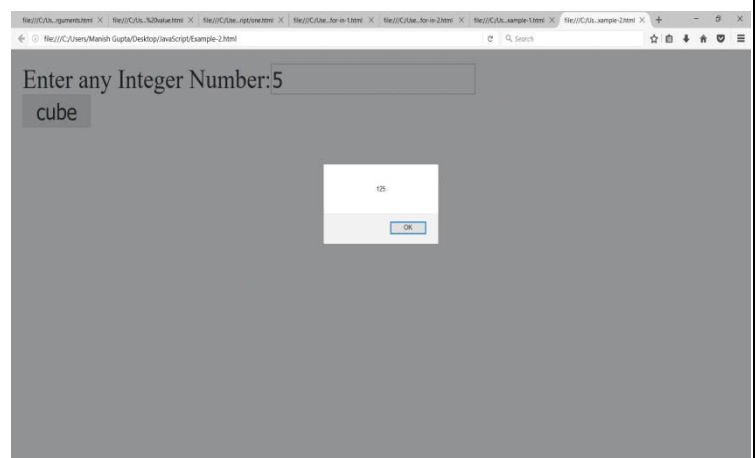 file:///C:/Us...rguments.html × file:///C:/Us...%20value.html × file:///C:/Use...ript/one.html × file:///C:/Use...for-in-1.html × file:///C:/Use...for-in-2.html × file:///C:/Us...xample-1.html × file:///C:/Us...xample-2.html × +
file:///C:/Users/Manish Gupta/Desktop/JavaScript/Example-2.html Search
Enter any Integer Number:5
cube
125
OK